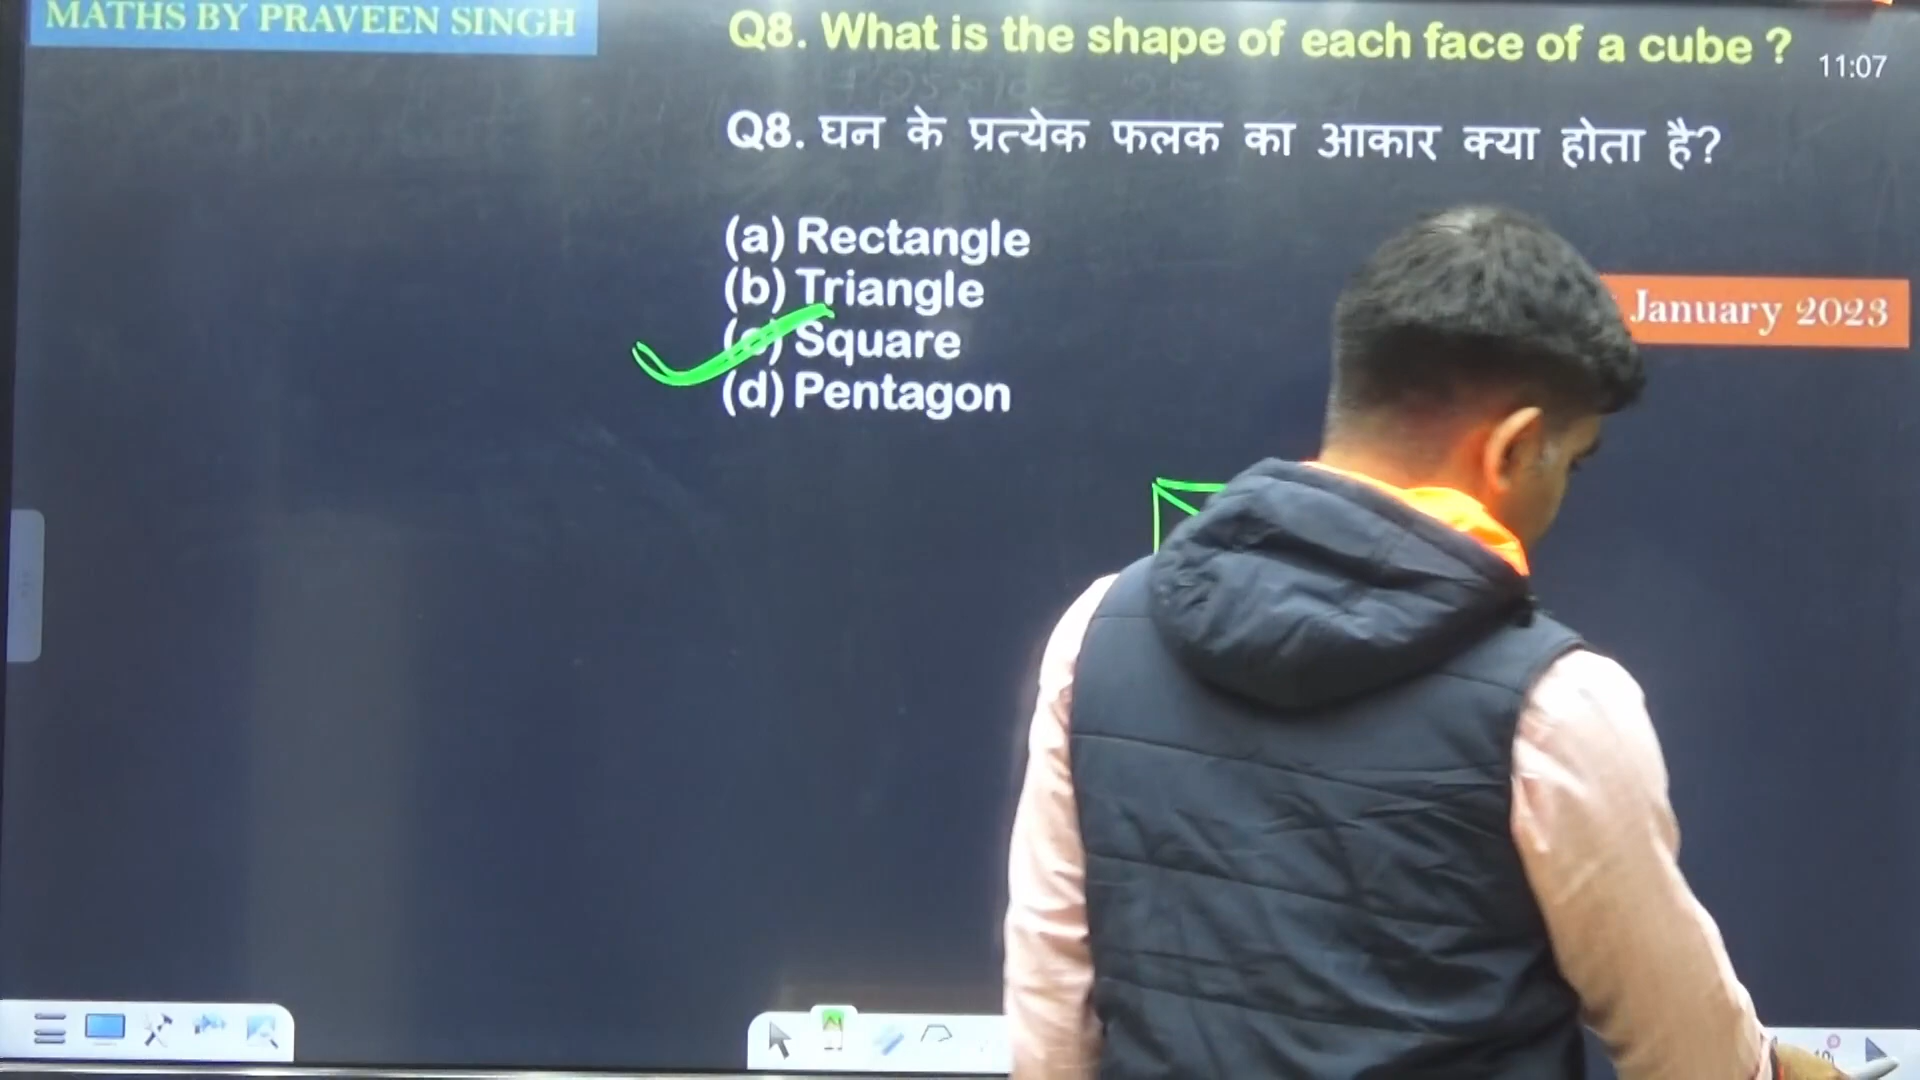 MATHS BY PRAVEEN SINGH
Q8. What is the shape of each face of a cube ?
11:07
Q8. घन के प्रत्येक फलक का आकार क्या होता है?
(a) Rectangle
(b) Triangle
(c) Square
(d) Pentagon
January 2023